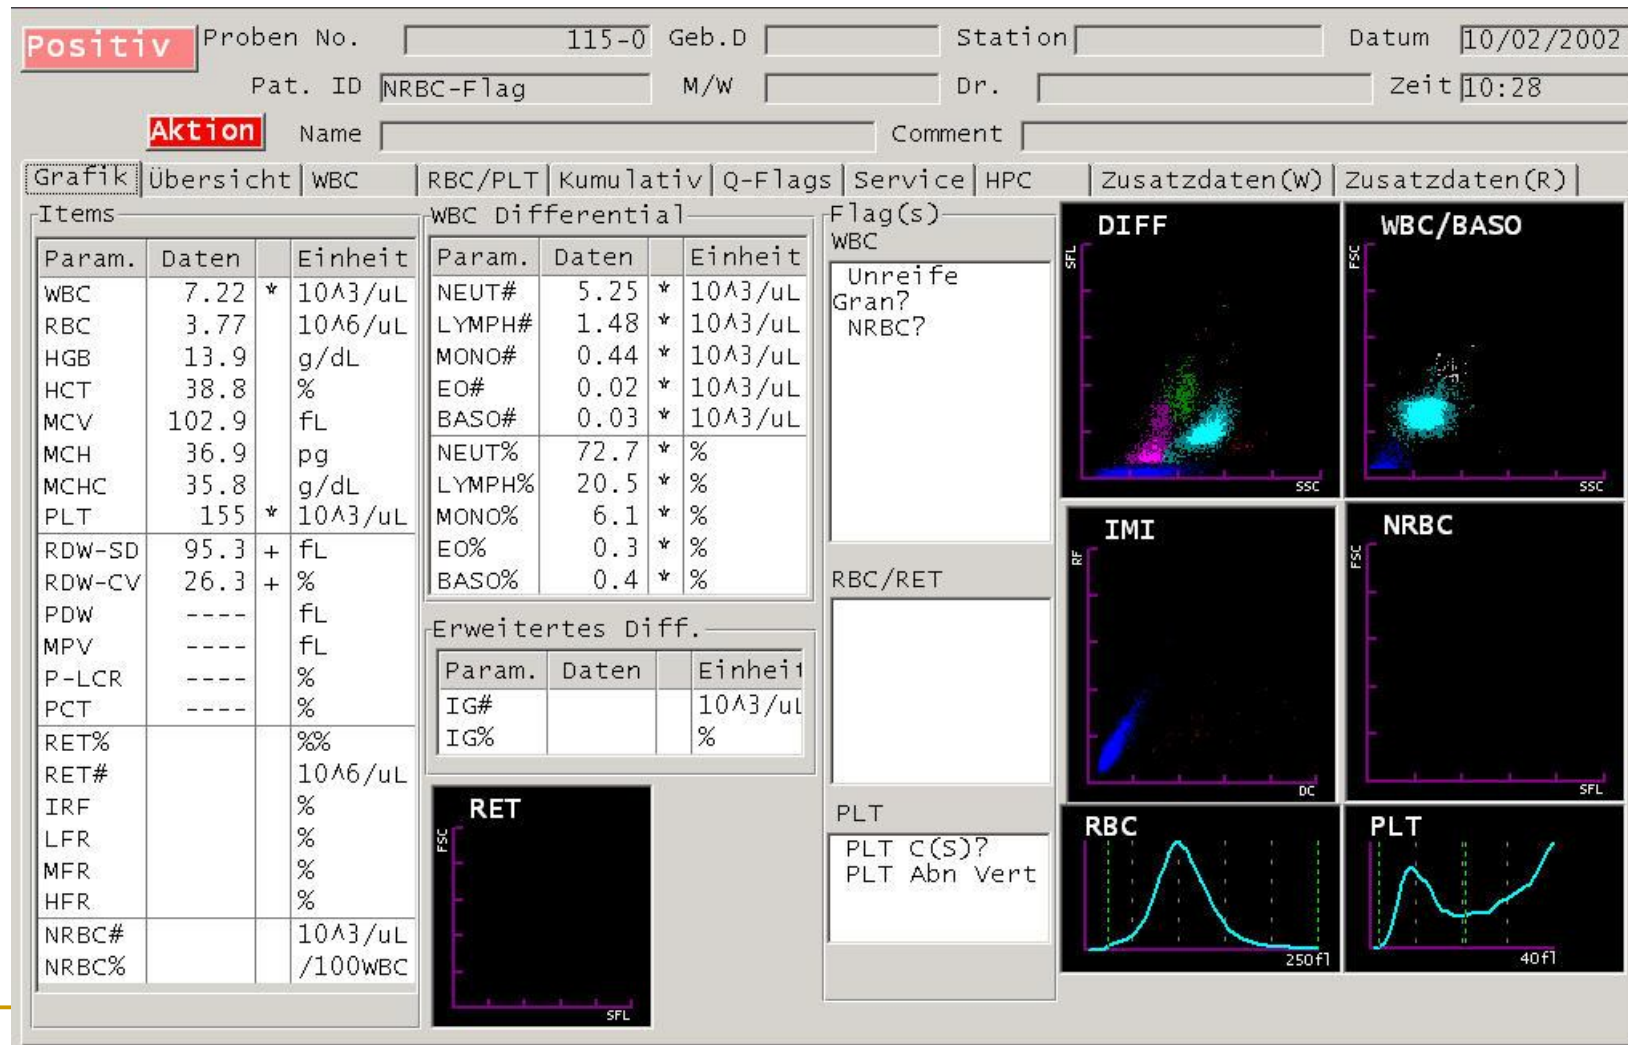 Positiv Proben No. 115-0 Geb.D Station Datum 10/02/2002
Pat. ID NRBC-Flag M/W Dr. Zeit 10:28
Aktion Name Comment
Grafik Übersicht WBC RBC/PLT Kumulativ Q-Flags Service HPC Zusatzdaten(W) Zusatzdaten(R)
Items
Param. Daten Einheit
WBC 7.22 * 10^3/uL
RBC 3.77 10^6/uL
HGB 13.9 g/dL
HCT 38.8 %
MCV 102.9 fL
MCH 36.9 pg
MCHC 35.8 g/dL
PLT 155 * 10^3/uL
RDW-SD 95.3 + fL
RDW-CV 26.3 + %
PDW ---- fL
MPV ---- fL
P-LCR ---- %
PCT ---- %
RET% %%
RET# 10^6/uL
IRF %
LFR %
MFR %
HFR %
NRBC# 10^3/uL
NRBC% /100WBC
WBC Differential
Param. Daten Einheit
NEUT# 5.25 * 10^3/uL
LYMPH# 1.48 * 10^3/uL
MONO# 0.44 * 10^3/uL
EO# 0.02 * 10^3/uL
BASO# 0.03 * 10^3/uL
NEUT% 72.7 * %
LYMPH% 20.5 * %
MONO% 6.1 * %
EO% 0.3 * %
BASO% 0.4 * %
Erweitertes Diff.
Param. Daten Einheit
IG# 10^3/uL
IG% %
RET
FSC
SFL
Flag(s)
WBC
Unreife
Gran?
NRBC?
RBC/RET
PLT
PLT C(S)?
PLT Abn Vert
DIFF
SFL
SSC
WBC/BASO
FSC
SSC
IMI
RF
DC
NRBC
FSC
SFL
RBC
250fl
PLT
40fl